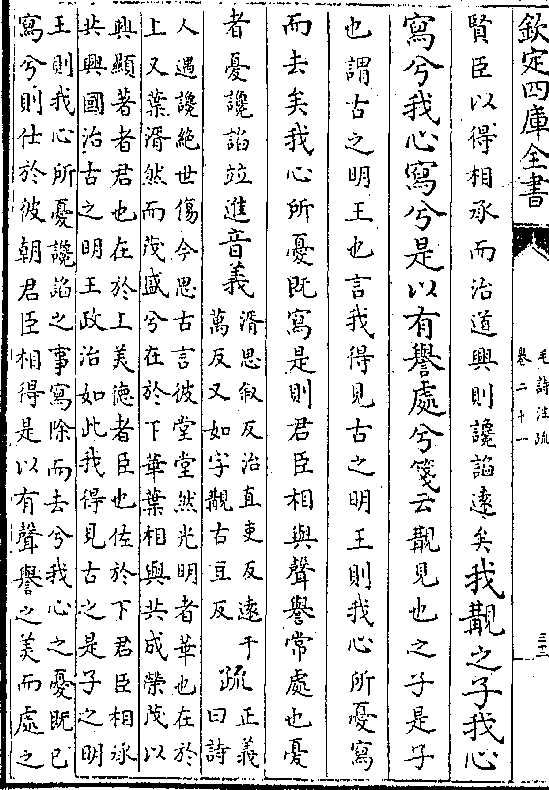 欽定四庫全書
毛詩注疏
卷二十一
三十三
賢臣以得相承而治道興則讒諂遠矣我覯之子我心
寫兮我心寫兮是以有譽處兮箋云覯見也之子是子
也謂古之明王也言我得見古之明王則我心所憂寫
而去矣我心所憂既寫是則君臣相與聲譽常處也憂
者憂讒諂竝進音義
湑思叙反治直吏反遠于
萬反又如字覯古豆反
疏
正義
曰詩
人遇讒絕世傷今思古言彼堂堂然光明者華也在於
上又葉湑然而茂盛兮在於下華葉相與共成榮茂以
興顯著者君也在於上美德者臣也佐於下君臣相承
共興國治古之明王政治如此我得見古之是子之明
王則我心所憂讒諂之事寫除而去兮我心之憂既已
寫兮則仕於彼朝君臣相得是以有聲譽之美而處之